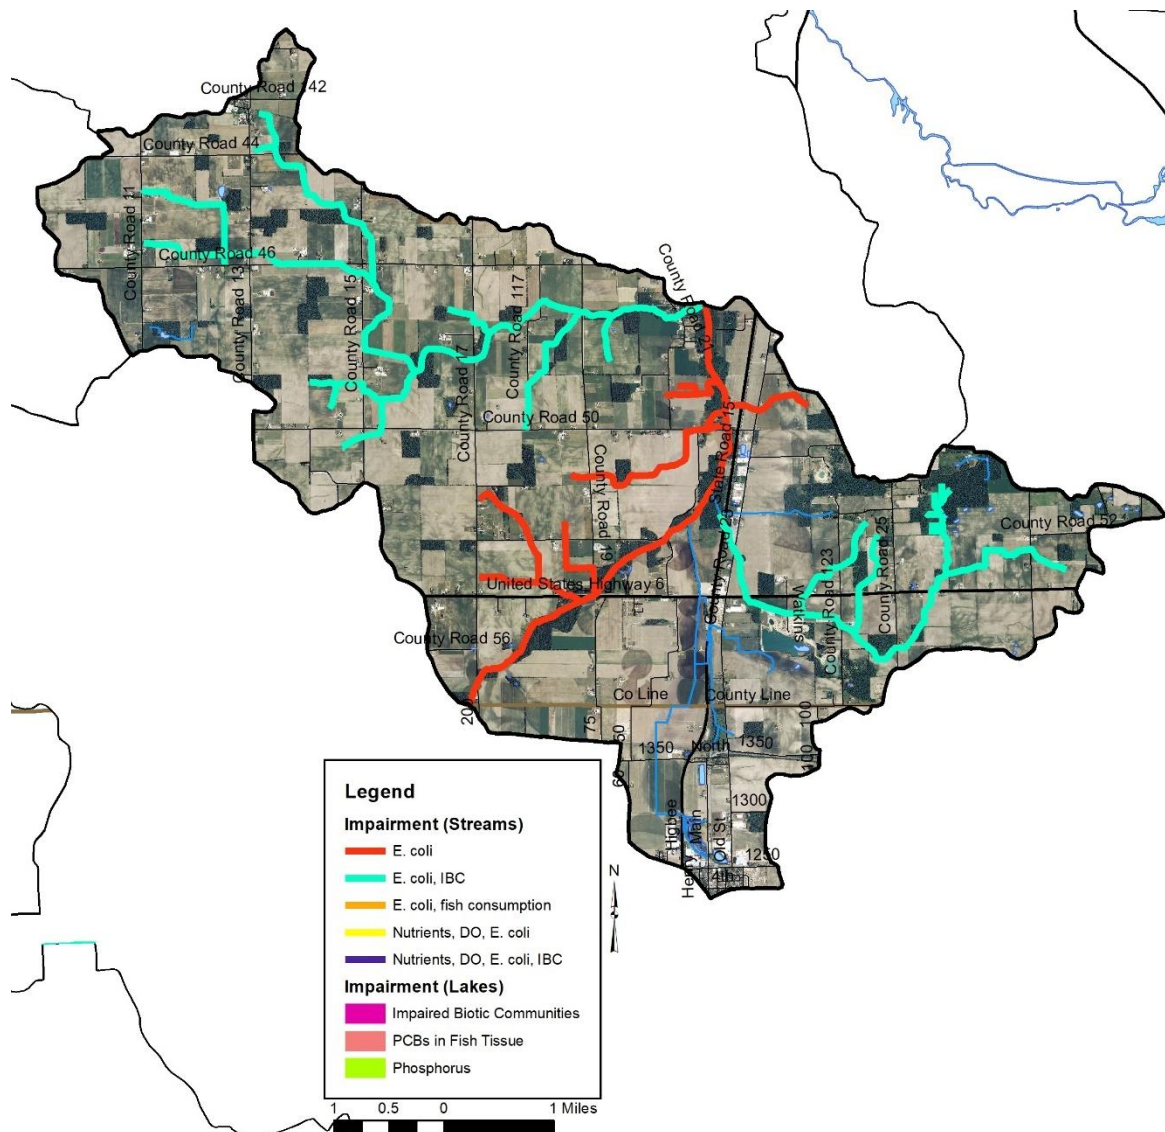 County Road 142
County Road 44
County Road 11
County Road 46
County Road 13
County Road 15
County Road 117
County Road
County Road 17
County Road 50
State Road 15
County Road 19
County Road 52
County Road 25
County Road 123
United States Highway 6
Watkins
County Road 56
Co Line
County Line
200
75
50
100
1350
North
1350
100
1300
Higbee
Main
Old St
1250
Henry
4th
Legend
Impairment (Streams)
E. coli
E. coli, IBC
E. coli, fish consumption
Nutrients, DO, E. coli
Nutrients, DO, E. coli, IBC
Impairment (Lakes)
Impaired Biotic Communities
PCBs in Fish Tissue
Phosphorus
N
1 0.5 0 1 Miles